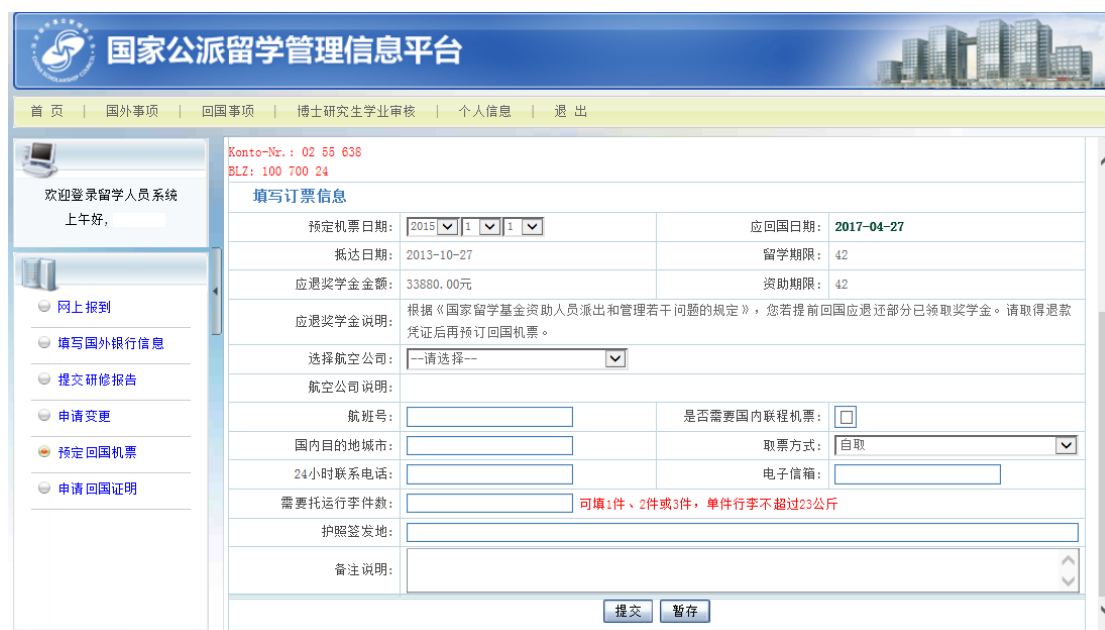 国家公派留学管理信息平台
首 页 | 国外事项 | 回国事项 | 博士研究生学业审核 | 个人信息 | 退 出
欢迎登录留学人员系统
上午好,
网上报到
填写国外银行信息
提交研修报告
申请变更
预定回国机票
申请回国证明
Konto-Nr.: 02 55 638
BLZ: 100 700 24
填写订票信息
预定机票日期: 2015 1 1 应回国日期: 2017-04-27
抵达日期: 2013-10-27 留学期限: 42
应退奖学金金额: 33880.00元 资助期限: 42
应退奖学金说明: 根据《国家留学基金资助人员派出和管理若干问题的规定》，您若提前回国应退还部分已领取奖学金。请取得退款
凭证后再预订回国机票。
选择航空公司: --请选择--
航空公司说明:
航班号: 是否需要国内联程机票:
国内目的地城市: 取票方式: 自取
24小时联系电话: 电子信箱:
需要托运行李件数: 可填1件、2件或3件，单件行李不超过23公斤
护照签发地:
备注说明:
提交 暂存